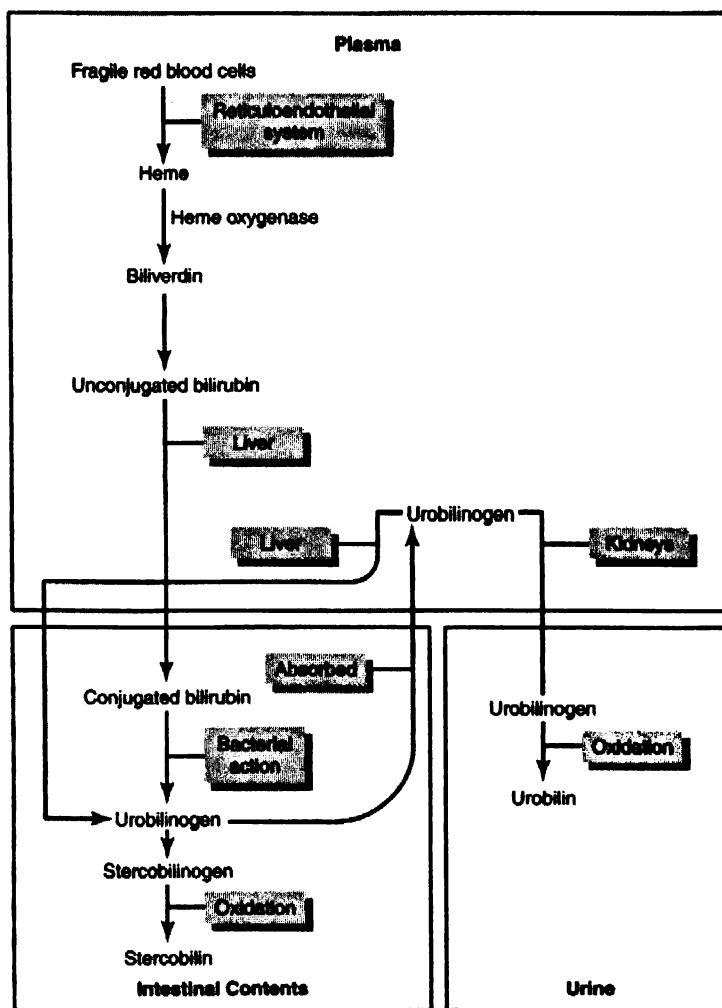 Plasma
Fragile red blood cells
Reticuloendothelial
system
Heme
Heme oxygenase
Biliverdin
Unconjugated bilirubin
Liver
Urobilinogen
Liver
Kidneys
Absorbed
Conjugated bilirubin
Bacterial
action
Urobilinogen
Stercobilinogen
Oxidation
Stercobilin
Intestinal Contents
Urobilinogen
Oxidation
Urobilin
Urine